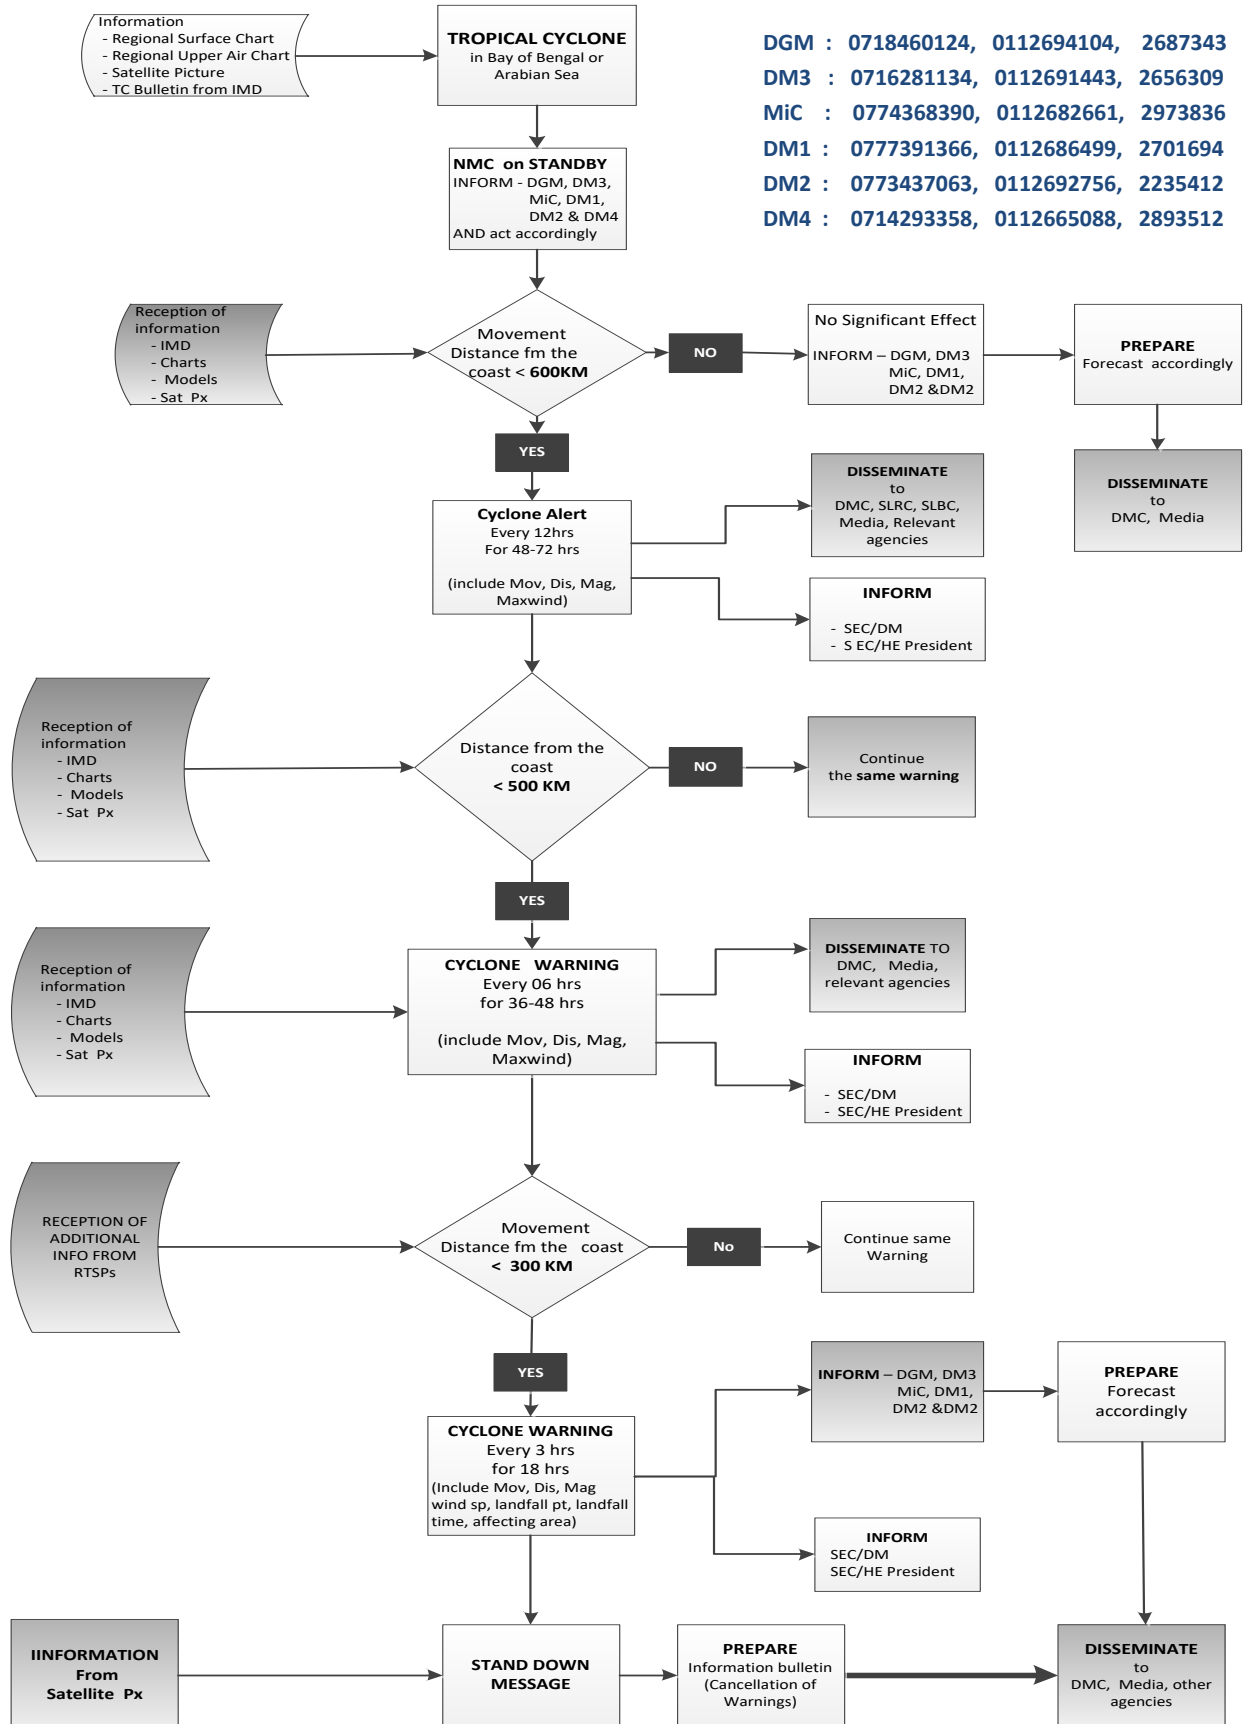 Information
- Regional Surface Chart
- Regional Upper Air Chart
- Satellite Picture
- TC Bulletin from IMD
TROPICAL CYCLONE
in Bay of Bengal or
Arabian Sea
DGM : 0718460124, 0112694104, 2687343
DM3 : 0716281134, 0112691443, 2656309
MiC : 0774368390, 0112682661, 2973836
DM1 : 0777391366, 0112686499, 2701694
DM2 : 0773437063, 0112692756, 2235412
DM4 : 0714293358, 0112665088, 2893512
NMC on STANDBY
INFORM - DGM, DM3,
MiC, DM1,
DM2 & DM4
AND act accordingly
Reception of
information
- IMD
- Charts
- Models
- Sat Px
Movement
Distance fm the
coast < 600KM
NO
No Significant Effect
INFORM – DGM, DM3
MiC, DM1,
DM2 &DM2
PREPARE
Forecast accordingly
YES
DISSEMINATE
to
DMC, SLRC, SLBC,
Media, Relevant
agencies
DISSEMINATE
to
DMC, Media
Cyclone Alert
Every 12hrs
For 48-72 hrs
(include Mov, Dis, Mag,
Maxwind)
INFORM
- SEC/DM
- S EC/HE President
Reception of
information
- IMD
- Charts
- Models
- Sat Px
Distance from the
coast
< 500 KM
NO
Continue
the same warning
YES
Reception of
information
- IMD
- Charts
- Models
- Sat Px
CYCLONE WARNING
Every 06 hrs
for 36-48 hrs
(include Mov, Dis, Mag,
Maxwind)
DISSEMINATE TO
DMC, Media,
relevant agencies
INFORM
- SEC/DM
- SEC/HE President
RECEPTION OF
ADDITIONAL
INFO FROM
RTSPs
Movement
Distance fm the coast
< 300 KM
No
Continue same
Warning
YES
INFORM – DGM, DM3
MiC, DM1,
DM2 &DM2
PREPARE
Forecast
accordingly
CYCLONE WARNING
Every 3 hrs
for 18 hrs
(Include Mov, Dis, Mag
wind sp, landfall pt, landfall
time, affecting area)
INFORM
SEC/DM
SEC/HE President
IINFORMATION
From
Satellite Px
STAND DOWN
MESSAGE
PREPARE
Information bulletin
(Cancellation of
Warnings)
DISSEMINATE
to
DMC, Media, other
agencies